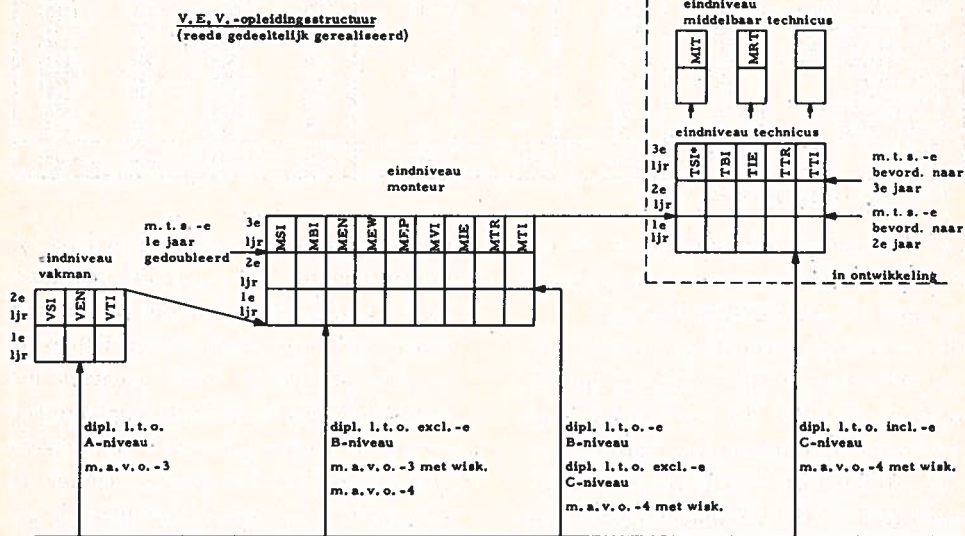 V.E.V.-opleidingsstructuur
(reeds gedeeltelijk gerealiseerd)
eindniveau
middelbaar technicus
MIT
MRT
eindniveau technicus
3e
ljr
2e
ljr
1e
ljr
TSI*
TBI
TIE
TTR
TTI
m.t.s.-e
bevord. naar
3e jaar
m.t.s.-e
bevord. naar
2e jaar
in ontwikkeling
eindniveau
monteur
m.t.s.-e
1e jaar
gedoubleerd
3e
ljr
2e
ljr
1e
ljr
MSI
MBI
MEN
MEW
MEP
MVI
MIE
MTR
MTI
eindniveau
vakman
2e
ljr
1e
ljr
VSI
VEN
VTI
dipl. l.t.o.
A-niveau
m.a.v.o.-3
dipl. l.t.o. excl.-e
B-niveau
m.a.v.o.-3 met wisk.
m.a.v.o.-4
dipl. l.t.o.-e
B-niveau
dipl. l.t.o. excl.-e
C-niveau
m.a.v.o.-4 met wisk.
dipl. l.t.o. incl.-e
C-niveau
m.a.v.o.-4 met wisk.